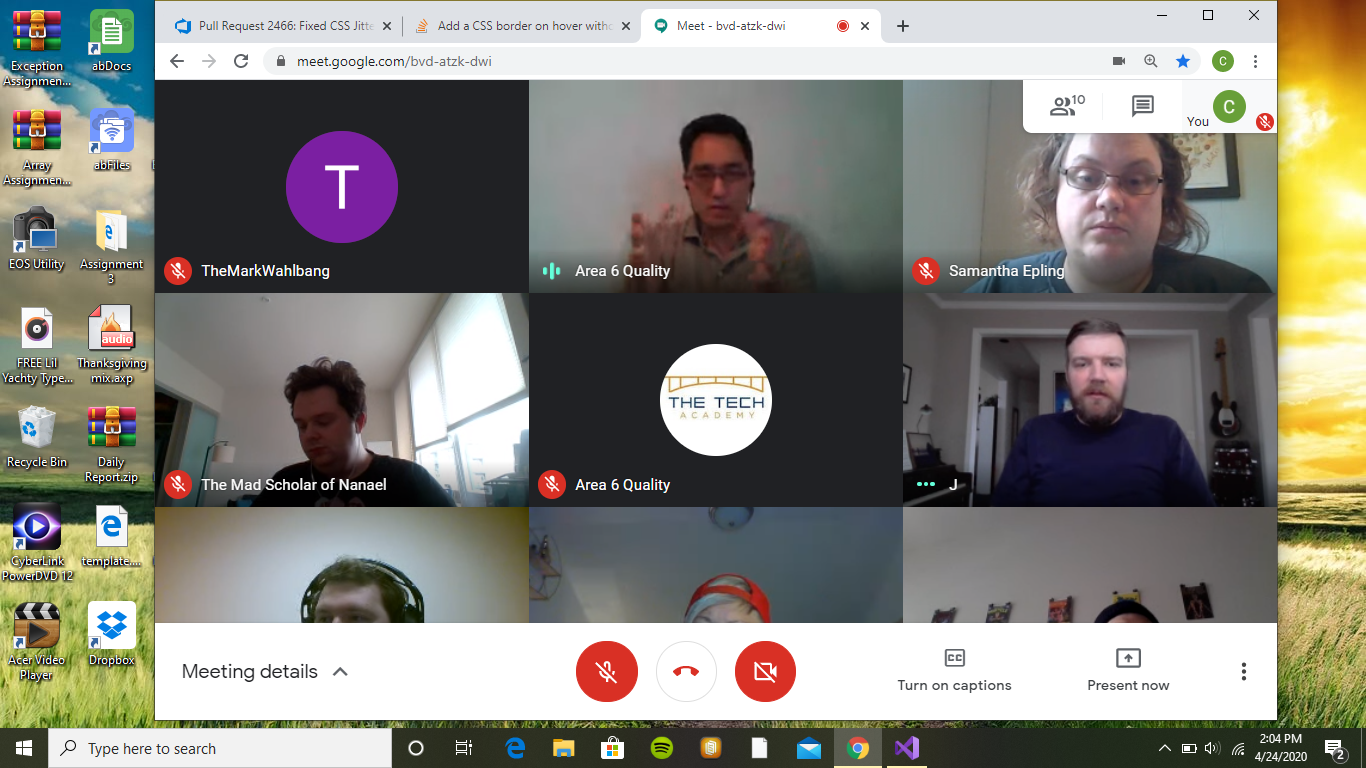 Pull Request 2466: Fixed CSS Jitte
Add a CSS border on hover witho
Meet - bvd-atzk-dwi
meet.google.com/bvd-atzk-dwi
C
Exception
Assignmen...
abDocs
Array
Assignmen...
abFiles
EOS Utility
Assignment
3
FREE Lil
Yachty Type...
audio
Thanksgiving
mix.axp
Recycle Bin
Daily
Report.zip
CyberLink
PowerDVD 12
template....
Acer Video
Player
Dropbox
10
You
C
T
TheMarkWahlbang
Area 6 Quality
Samantha Epling
The Mad Scholar of Nanael
THE TECH
ACADEMY
Area 6 Quality
J
Meeting details
CC
Turn on captions
Present now
Type here to search
2:04 PM
4/24/2020
2